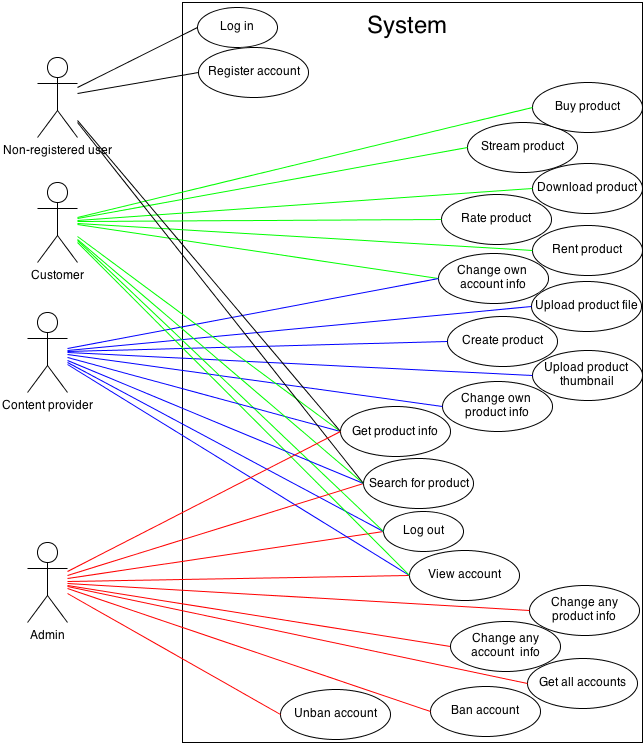 System
Log in
Register account
Non-registered user
Buy product
Stream product
Download product
Rate product
Rent product
Customer
Change own
account info
Upload product file
Create product
Upload product
thumbnail
Content provider
Change own
product info
Get product info
Search for product
Log out
View account
Admin
Change any
product info
Change any
account  info
Get all accounts
Ban account
Unban account